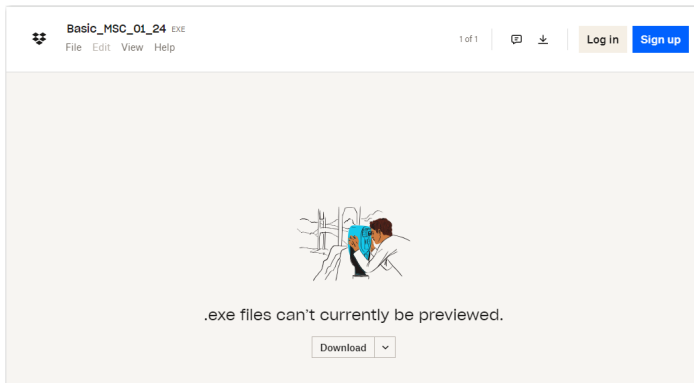 Basic_MSC_01_24 EXE
File Edit View Help
1 of 1
Log in
Sign up
.exe files can't currently be previewed.
Download